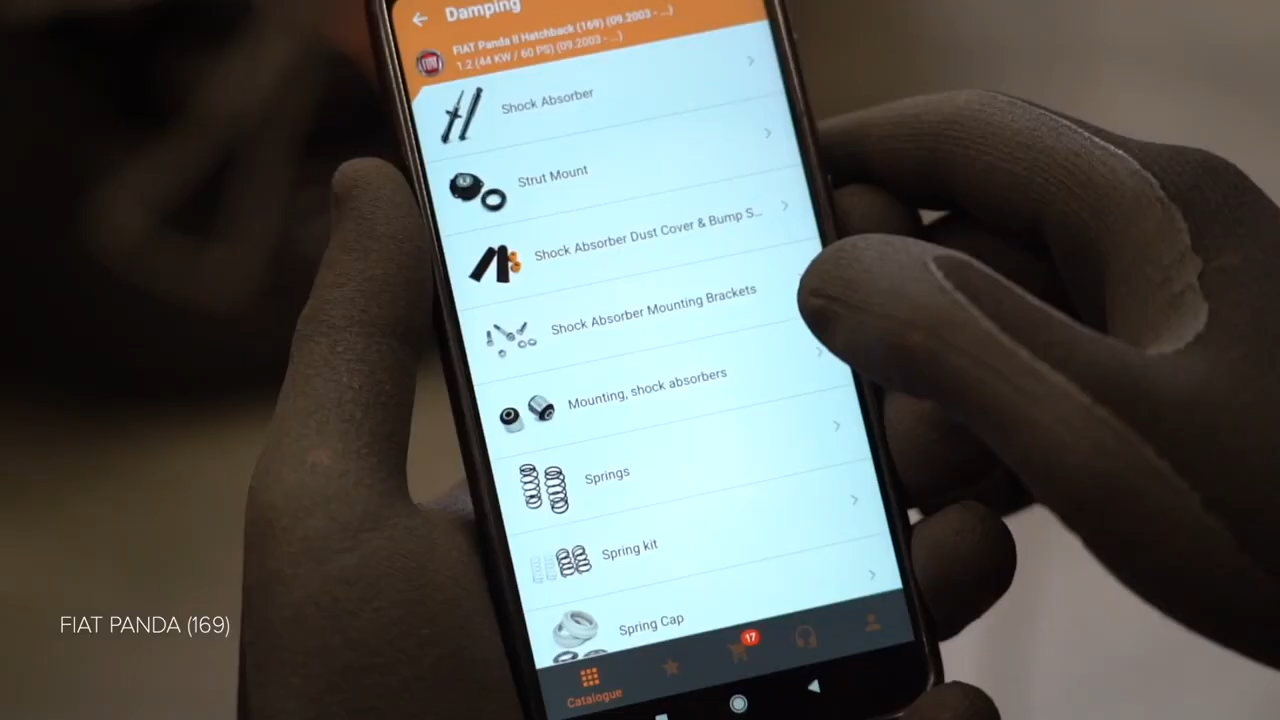 Damping
FIAT Panda II Hatchback (169) (09.2003 - ...)
1.2 (44 KW / 60 PS) (09.2003 - ...)
FIAT
Shock Absorber
Strut Mount
Shock Absorber Dust Cover & Bump S...
Shock Absorber Mounting Brackets
Mounting, shock absorbers
Springs
Spring kit
Spring Cap
17
Catalogue
FIAT PANDA (169)